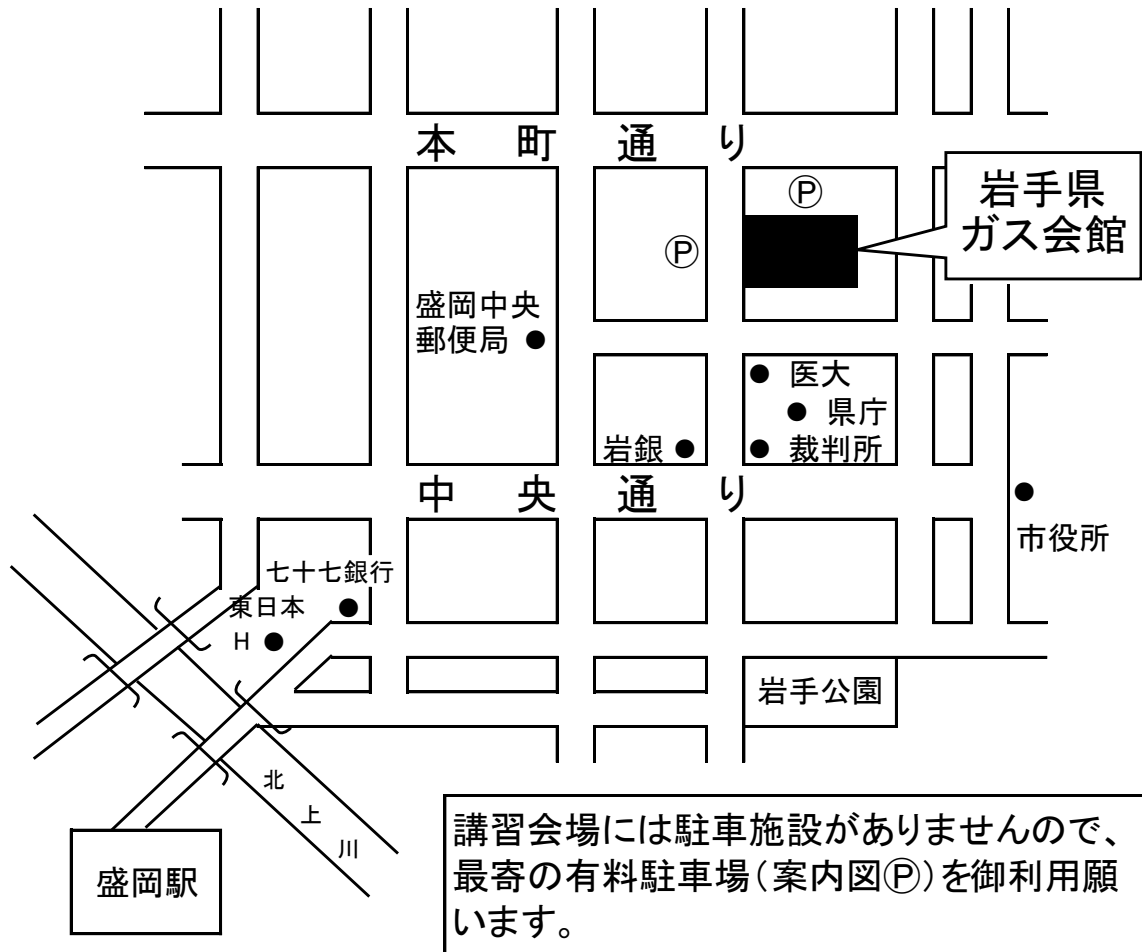 本町通り
岩手県
ガス会館
Ⓟ
Ⓟ
盛岡中央
郵便局
医大
県庁
岩銀
裁判所
中央通り
市役所
七十七銀行
東日本
H
岩手公園
北上川
盛岡駅
講習会場には駐車施設がありませんので、
最寄の有料駐車場（案内図Ⓟ）を御利用願
います。